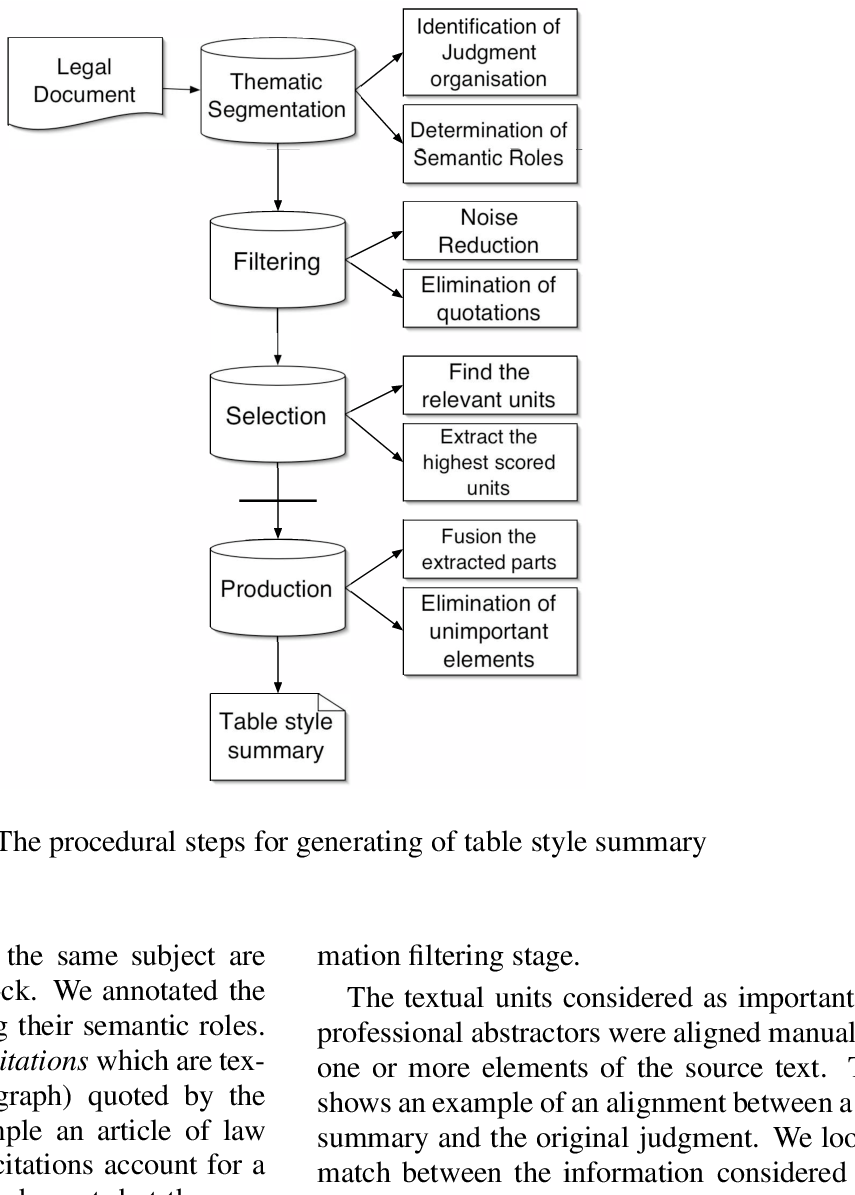 Legal
Document
Thematic
Segmentation
Identification of
Judgment
organisation
Determination of
Semantic Roles
Filtering
Noise
Reduction
Elimination of
quotations
Selection
Find the
relevant units
Extract the
highest scored
units
Production
Fusion the
extracted parts
Elimination of
unimportant
elements
Table style
summary
The procedural steps for generating of table style summary
the same subject are
ck. We annotated the
g their semantic roles.
itations which are tex-
graph) quoted by the
ple an article of law
citations account for a
mation filtering stage.
The textual units considered as important
professional abstractors were aligned manual
one or more elements of the source text. T
shows an example of an alignment between a
summary and the original judgment. We loo
match between the information considered